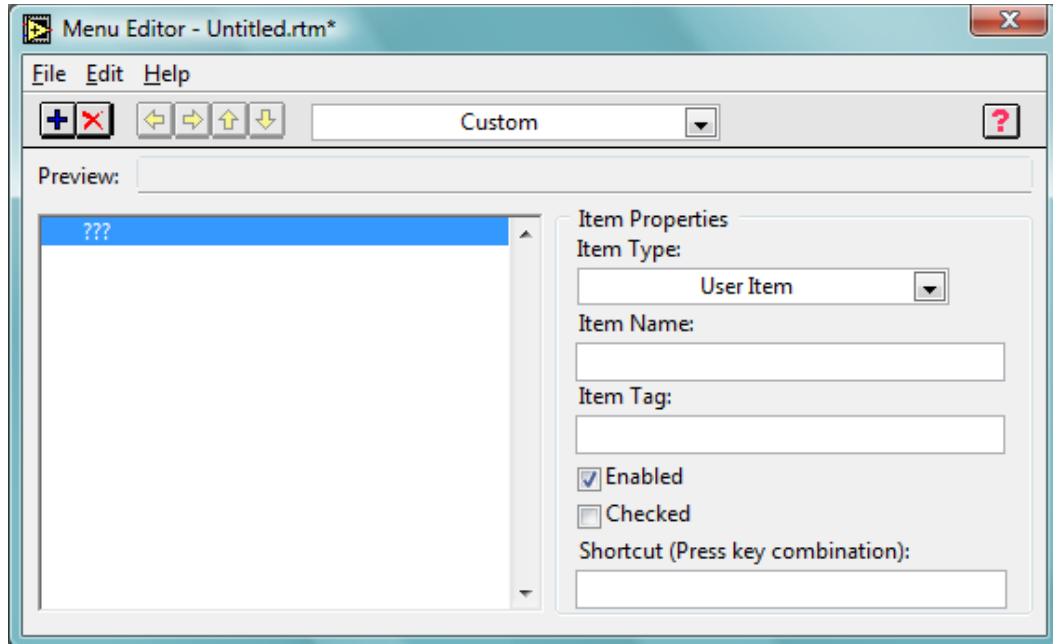 Menu Editor - Untitled.rtm*
File Edit Help
Custom
?
Preview:
???
Item Properties
Item Type:
User Item
Item Name:
Item Tag:
Enabled
Checked
Shortcut (Press key combination):